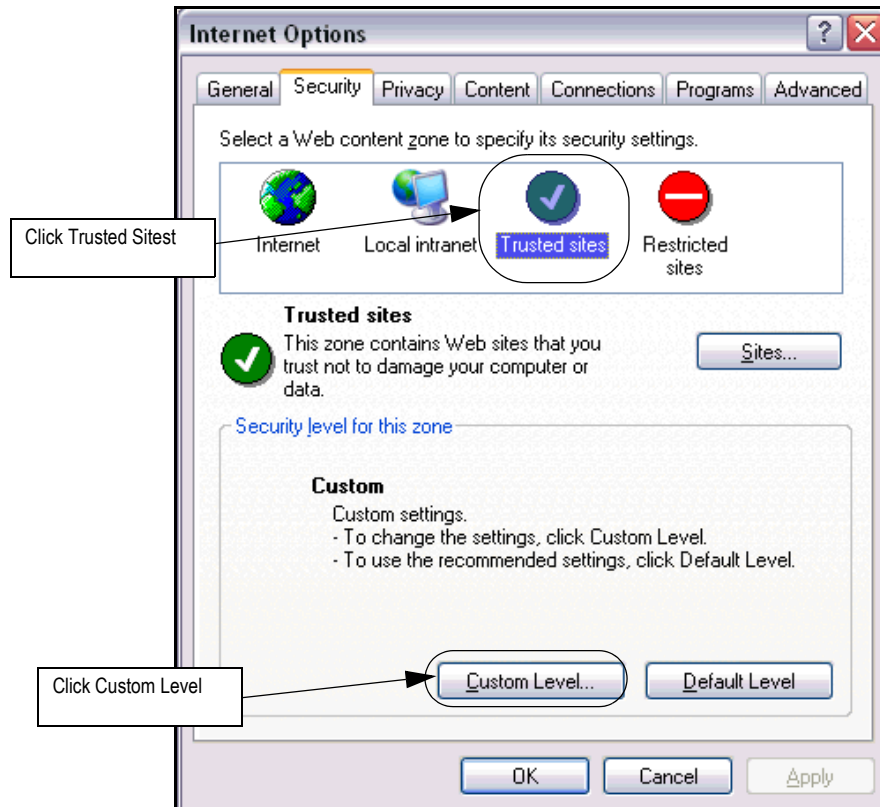 Internet Options
General Security Privacy Content Connections Programs Advanced
Select a Web content zone to specify its security settings.
Internet
Local intranet
Trusted sites
Restricted
sites
Click Trusted Sitest
Trusted sites
This zone contains Web sites that you
trust not to damage your computer or
data.
Sites...
Security level for this zone
Custom
Custom settings.
- To change the settings, click Custom Level.
- To use the recommended settings, click Default Level.
Click Custom Level
Custom Level...
Default Level
OK
Cancel
Apply